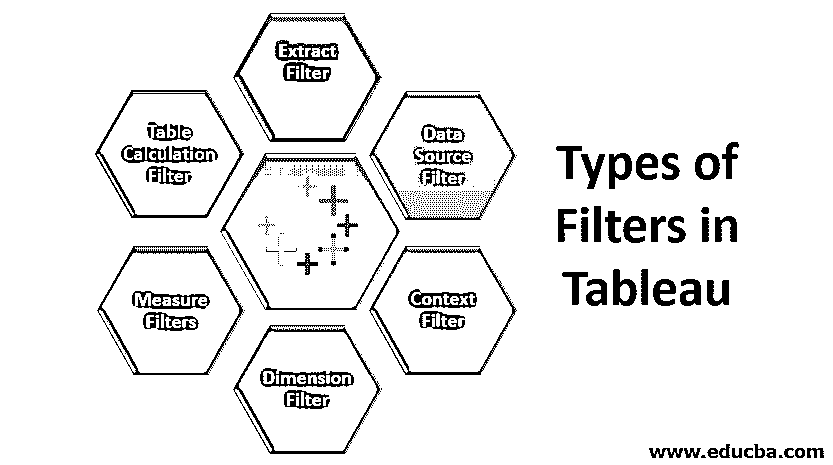 Extract
Filter
Data
Source
Filter
Context
Filter
Dimension
Filter
Measure
Filters
Table
Calculation
Filter
Types of
Filters in
Tableau
www.educba.com